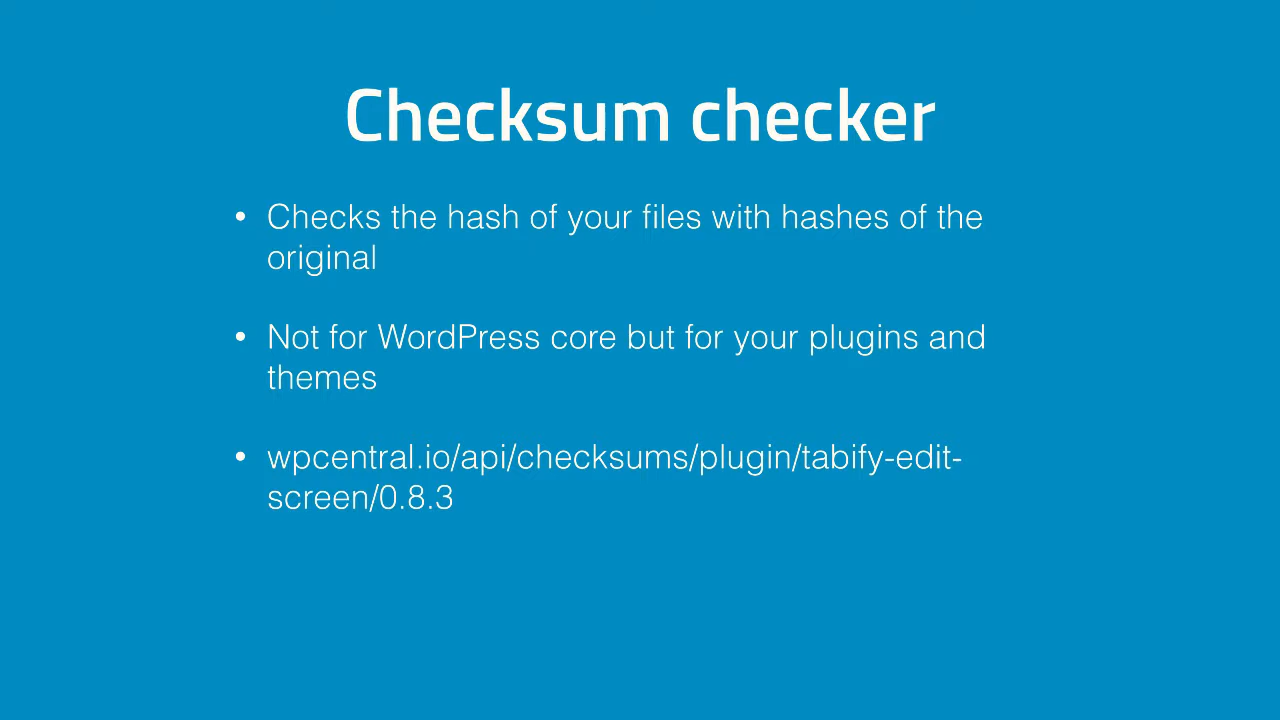 Checksum checker
• Checks the hash of your files with hashes of the
original
• Not for WordPress core but for your plugins and
themes
• wpcentral.io/api/checksums/plugin/tabify-edit-
screen/0.8.3